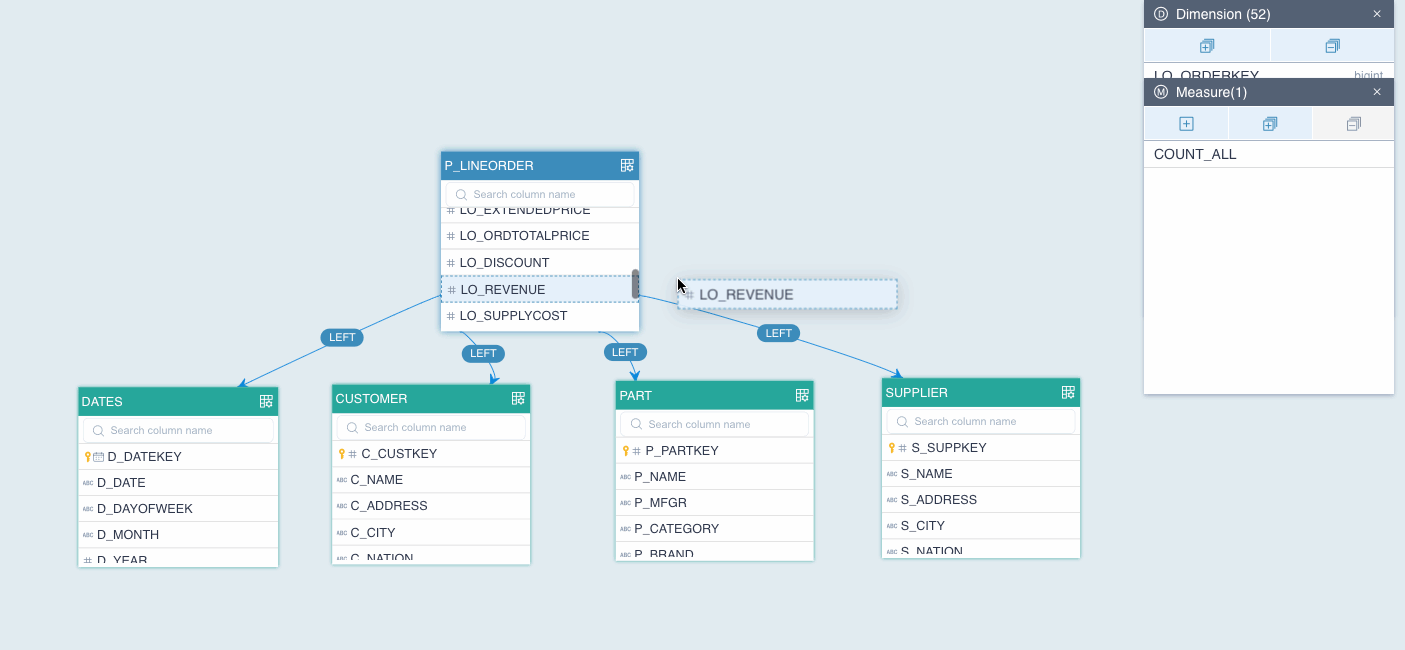 D Dimension (52)
LO_ORDERKEY bigint
M Measure(1)
COUNT_ALL
P_LINEORDER
Search column name
# LO_EXTENDEDPRICE
# LO_ORDTOTALPRICE
# LO_DISCOUNT
# LO_REVENUE
# LO_SUPPLYCOST
# LO_REVENUE
LEFT
LEFT
LEFT
LEFT
DATES
Search column name
D_DATEKEY
ABC D_DATE
ABC D_DAYOFWEEK
ABC D_MONTH
# D_YEAR
CUSTOMER
Search column name
# C_CUSTKEY
ABC C_NAME
ABC C_ADDRESS
ABC C_CITY
ABC C_NATION
PART
Search column name
# P_PARTKEY
ABC P_NAME
ABC P_MFGR
ABC P_CATEGORY
ABC P_BRAND
SUPPLIER
Search column name
# S_SUPPKEY
ABC S_NAME
ABC S_ADDRESS
ABC S_CITY
ABC S_NATION